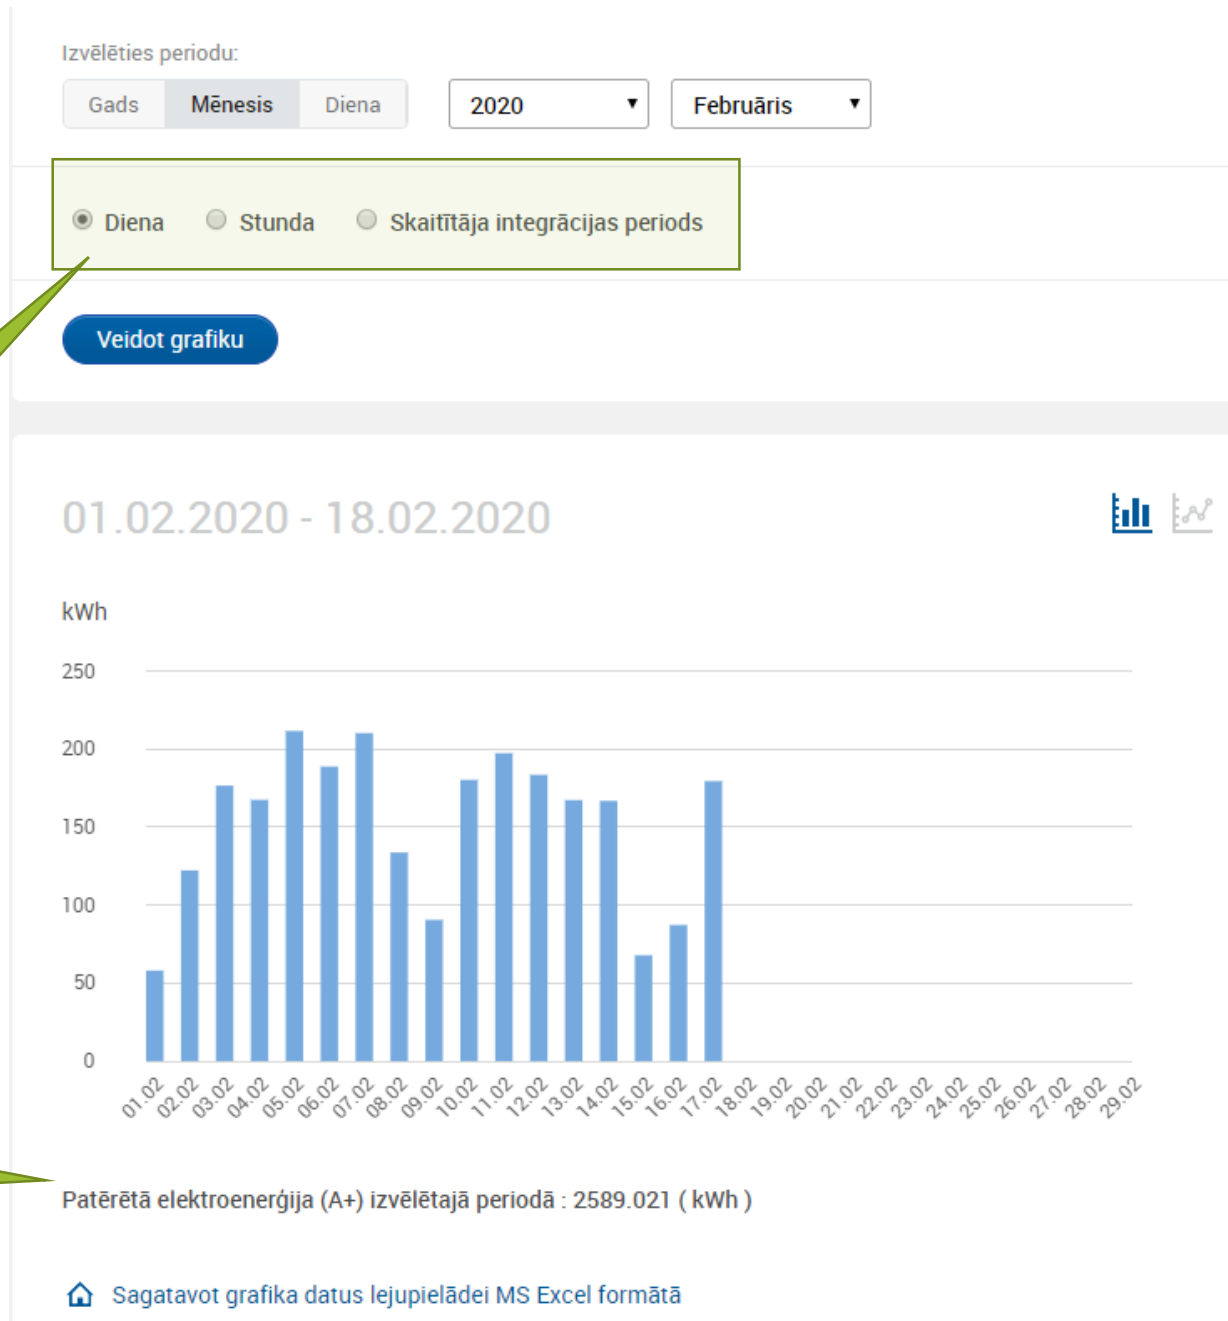 Izvēlēties periodu:
Gads Mēnesis Diena 2020 Februāris
Diena Stunda Skaitītāja integrācijas periods
Veidot grafiku
01.02.2020 - 18.02.2020
kWh
250
200
150
100
50
0
01.02 02.02 03.02 04.02 05.02 06.02 07.02 08.02 09.02 10.02 11.02 12.02 13.02 14.02 15.02 16.02 17.02 18.02 19.02 20.02 21.02 22.02 23.02 24.02 25.02 26.02 27.02 28.02 29.02
Patērētā elektroenerģija (A+) izvēlētajā periodā : 2589.021 ( kWh )
Sagatavot grafika datus lejupielādei MS Excel formātā